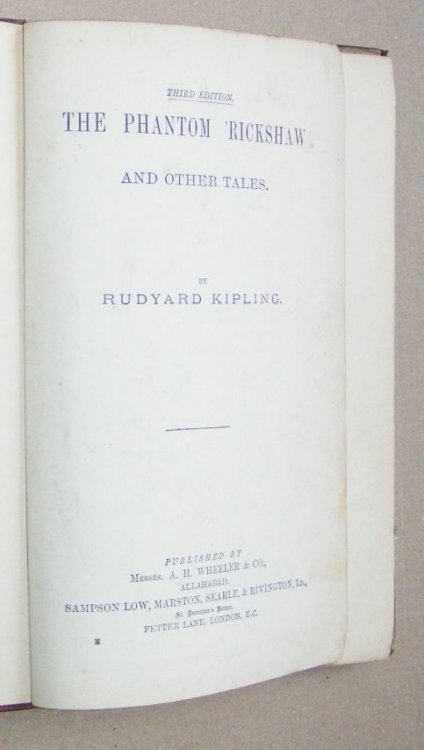 THIRD EDITION.
THE PHANTOM 'RICKSHAW
AND OTHER TALES.
BY
RUDYARD KIPLING.
PUBLISHED BY
MESSRS. A. H. WHEELER & CO.,
ALLAHABAD.
SAMPSON LOW, MARSTON, SEARLE, & RIVINGTON, LD.,
St. Dunstan's House,
FETTER LANE, LONDON, E.C.
H